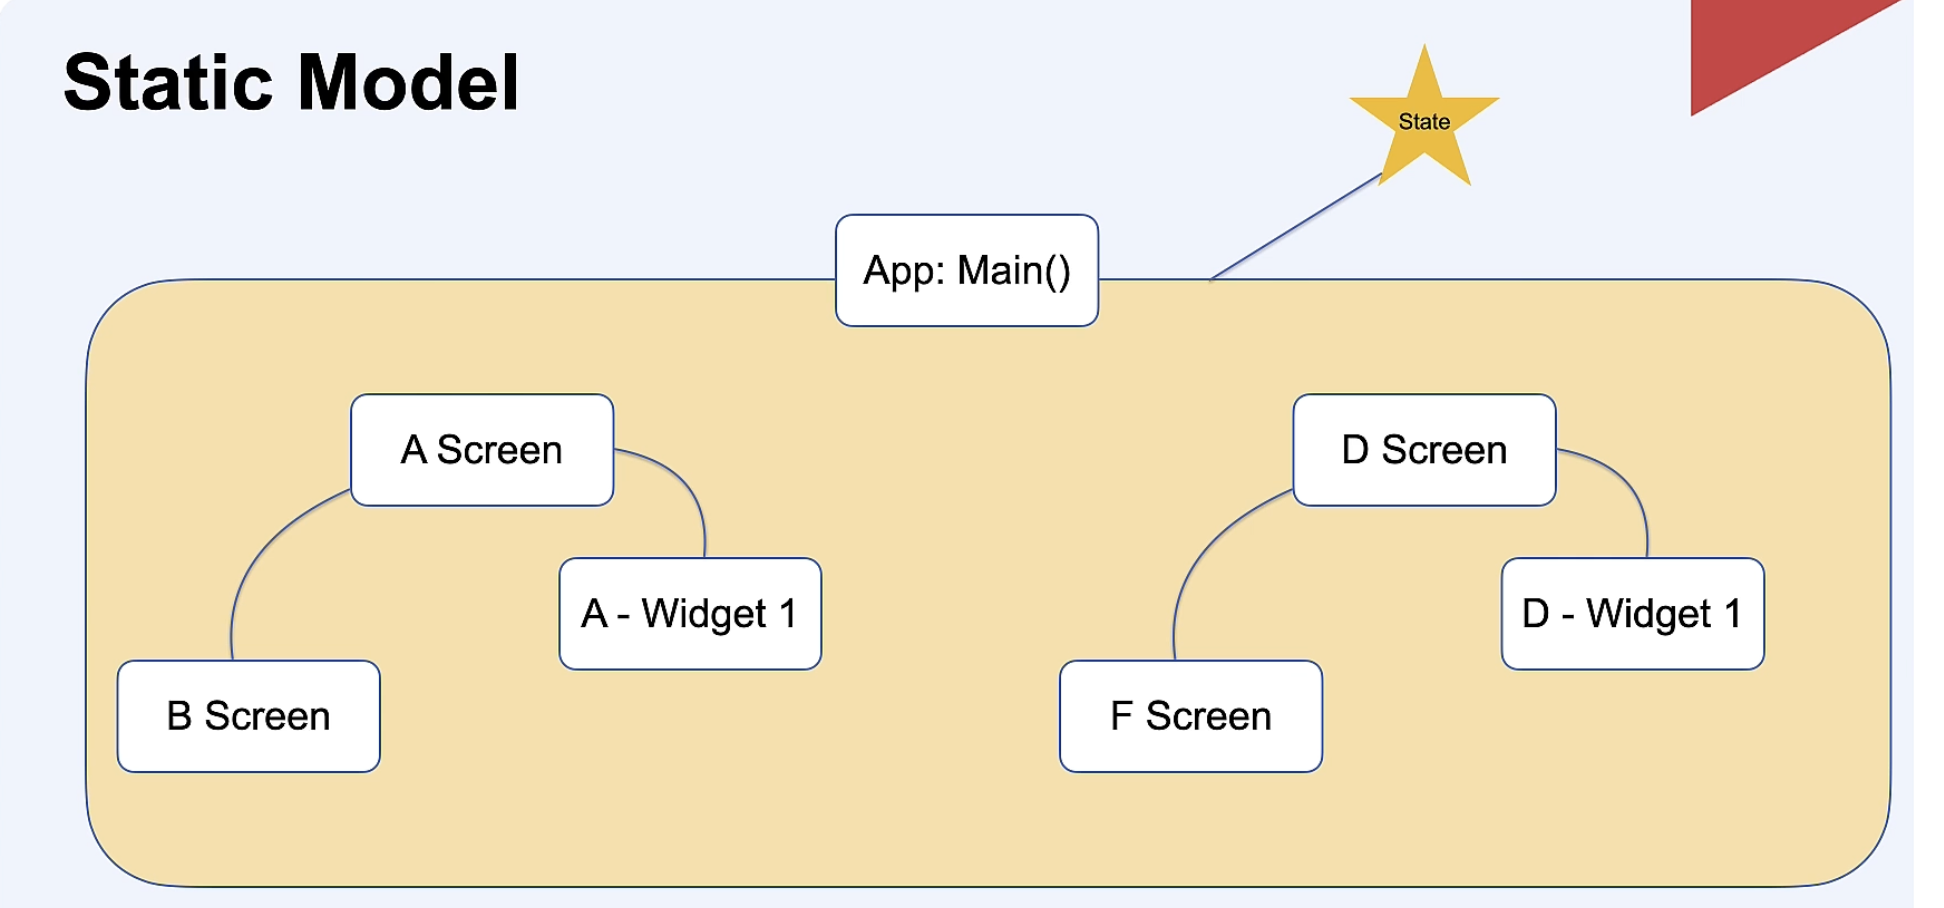 Static Model
State
App: Main()
A Screen
D Screen
A - Widget 1
D - Widget 1
B Screen
F Screen